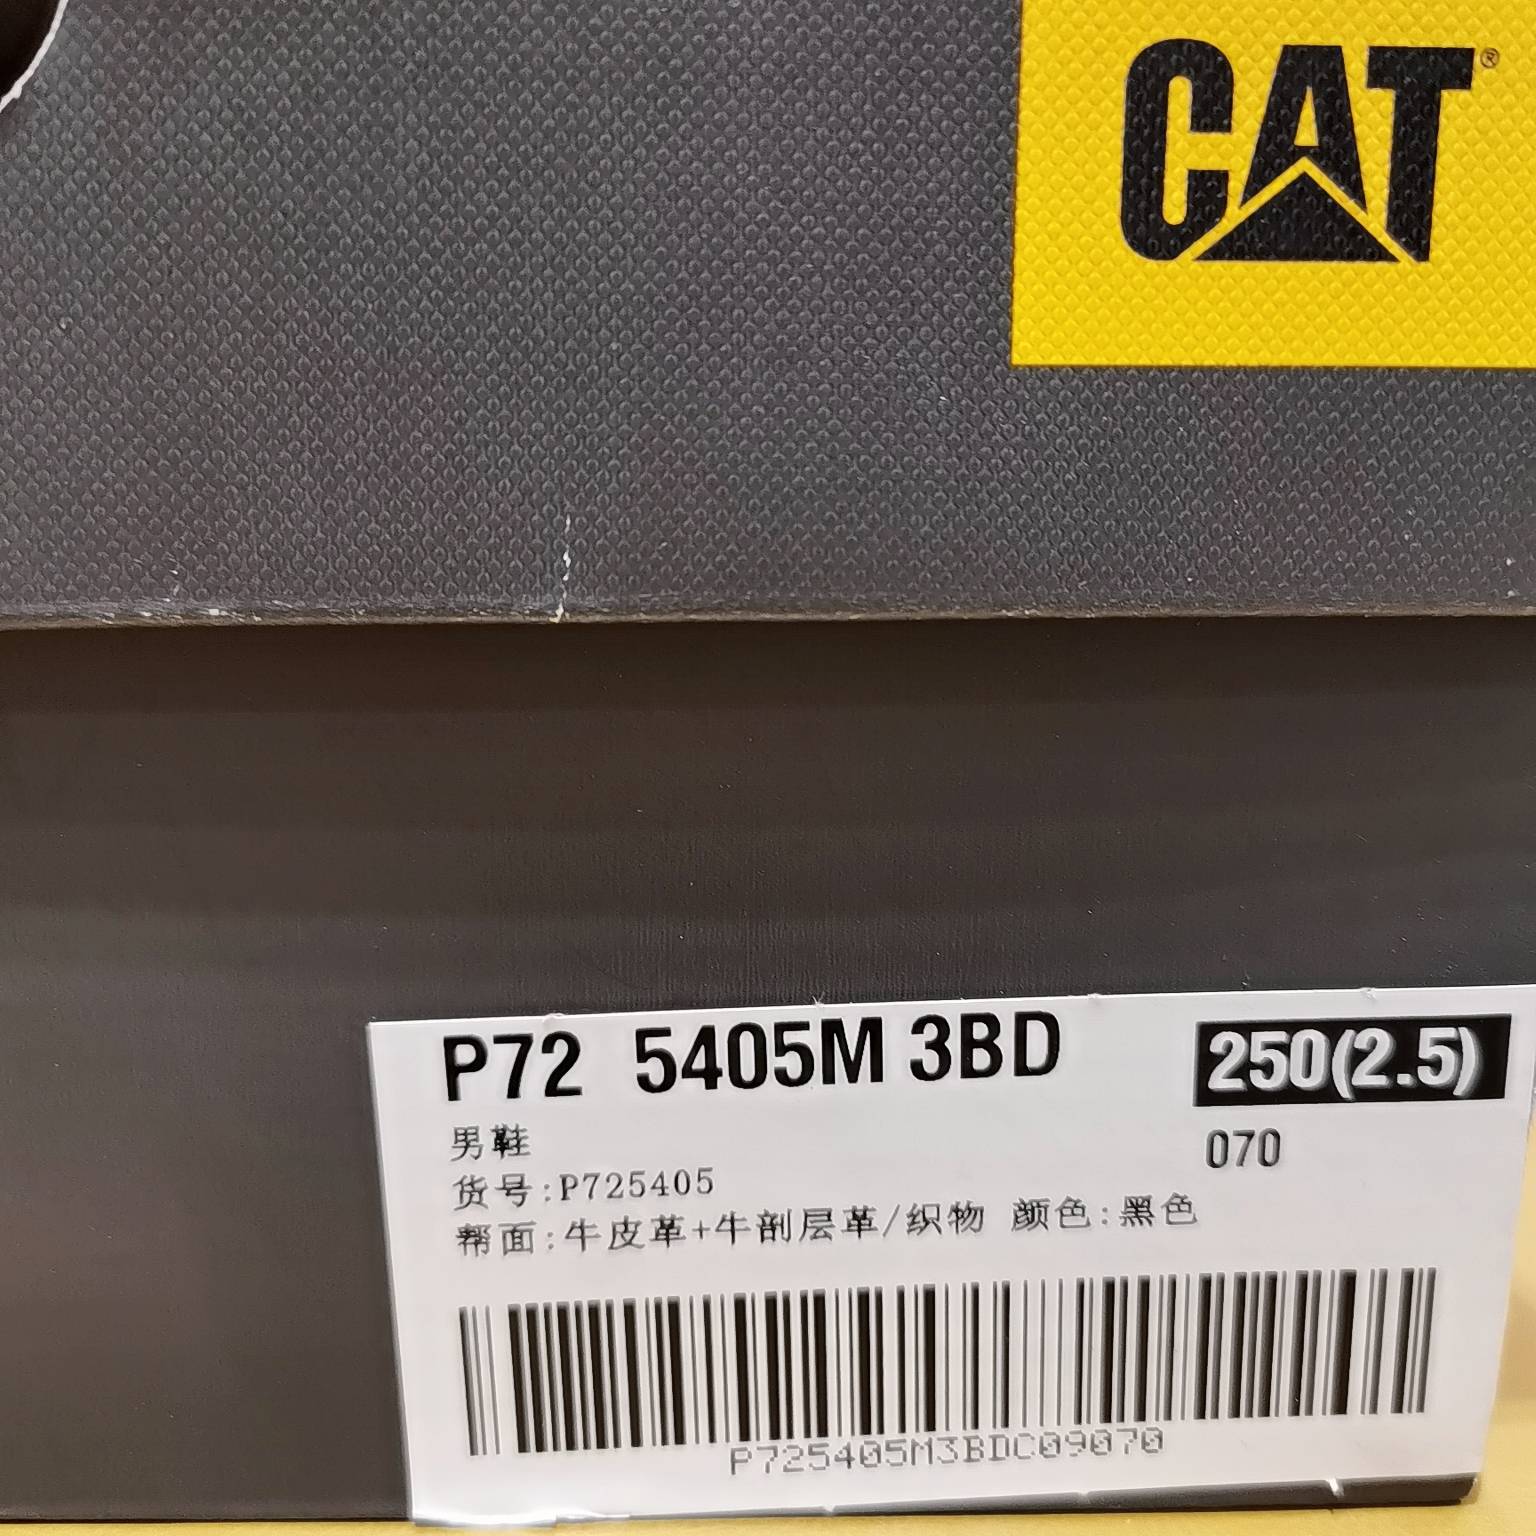 CAT®
P72 5405M 3BD 250(2.5)
男鞋 070
货号:P725405
帮面:牛皮革+牛剖层革/织物 颜色:黑色
P725405M3BDC09070